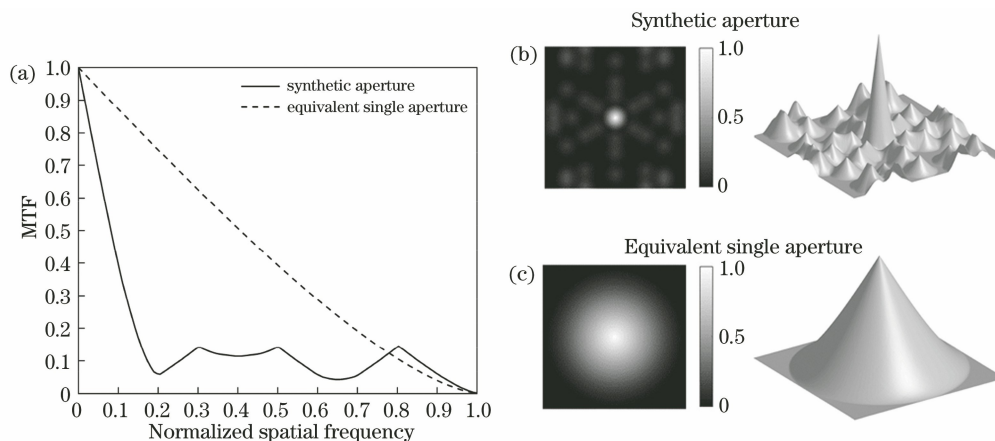 (a)
1.0
0.9
0.8
0.7
0.6
0.5
0.4
0.3
0.2
0.1
0
MTF
synthetic aperture
equivalent single aperture
0 0.1 0.2 0.3 0.4 0.5 0.6 0.7 0.8 0.9 1.0
Normalized spatial frequency
Synthetic aperture
(b)
1.0
0.5
0
Equivalent single aperture
(c)
1.0
0.5
0